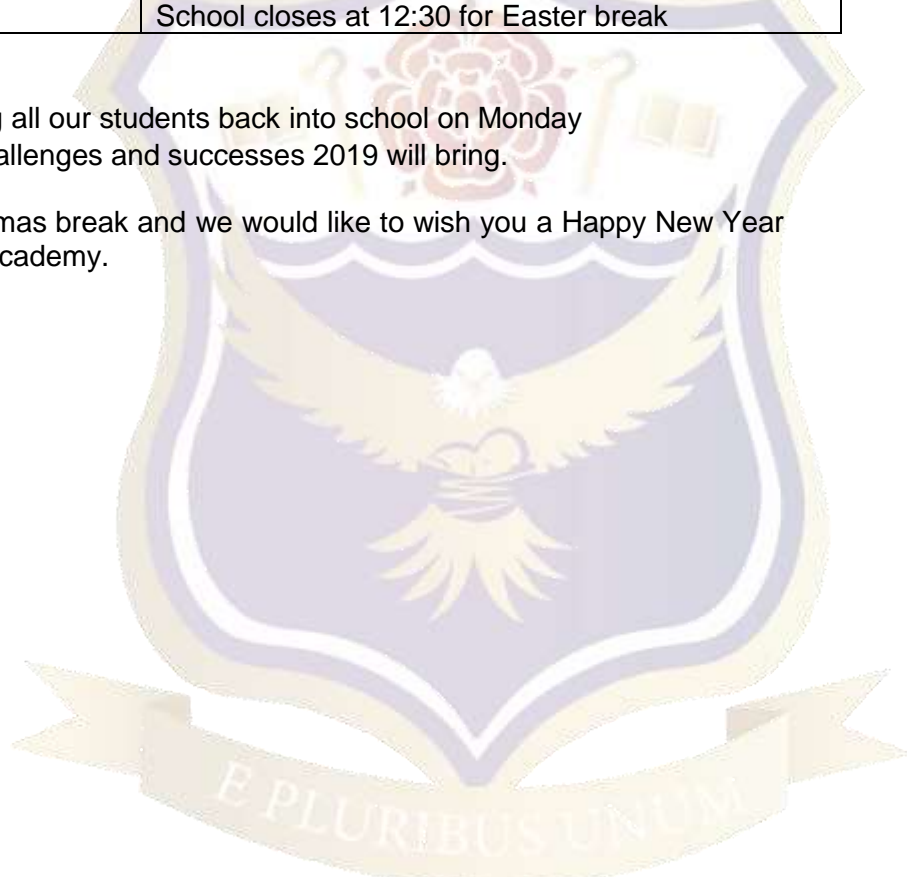 School closes at 12:30 for Easter break
g all our students back into school on Monday
allenges and successes 2019 will bring.
mas break and we would like to wish you a Happy New Year
cademy.
E PLURIBUS UNUM